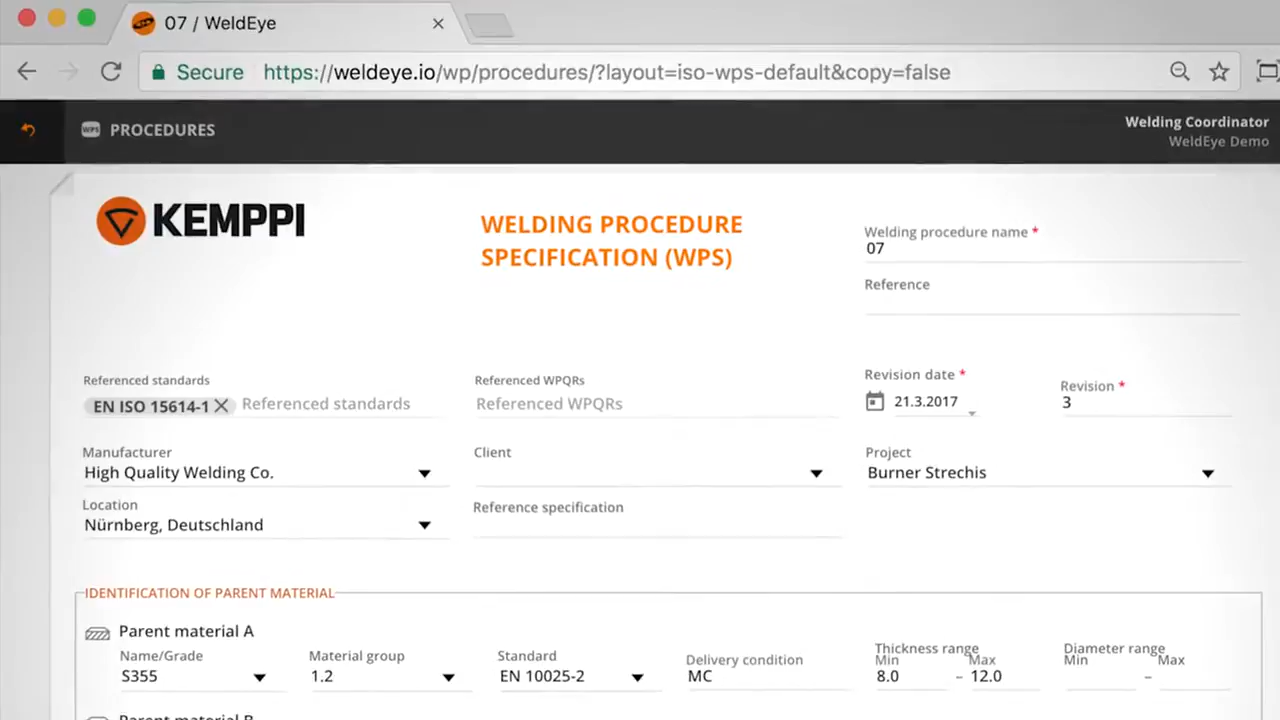 07 / WeldEye
Secure https://weldeye.io/wp/procedures/?layout=iso-wps-default&copy=false
WPS PROCEDURES
Welding Coordinator
WeldEye Demo
KEMPPI
WELDING PROCEDURE
SPECIFICATION (WPS)
Welding procedure name *
07
Reference
Referenced standards
EN ISO 15614-1 Referenced standards
Referenced WPQRs
Referenced WPQRs
Revision date *
21.3.2017
Revision *
3
Manufacturer
High Quality Welding Co.
Client
Project
Burner Strechis
Location
Nürnberg, Deutschland
Reference specification
IDENTIFICATION OF PARENT MATERIAL
Parent material A
Name/Grade
S355
Material group
1.2
Standard
EN 10025-2
Delivery condition
MC
Thickness range
Min Max
8.0 – 12.0
Diameter range
Min Max
–
Parent material B